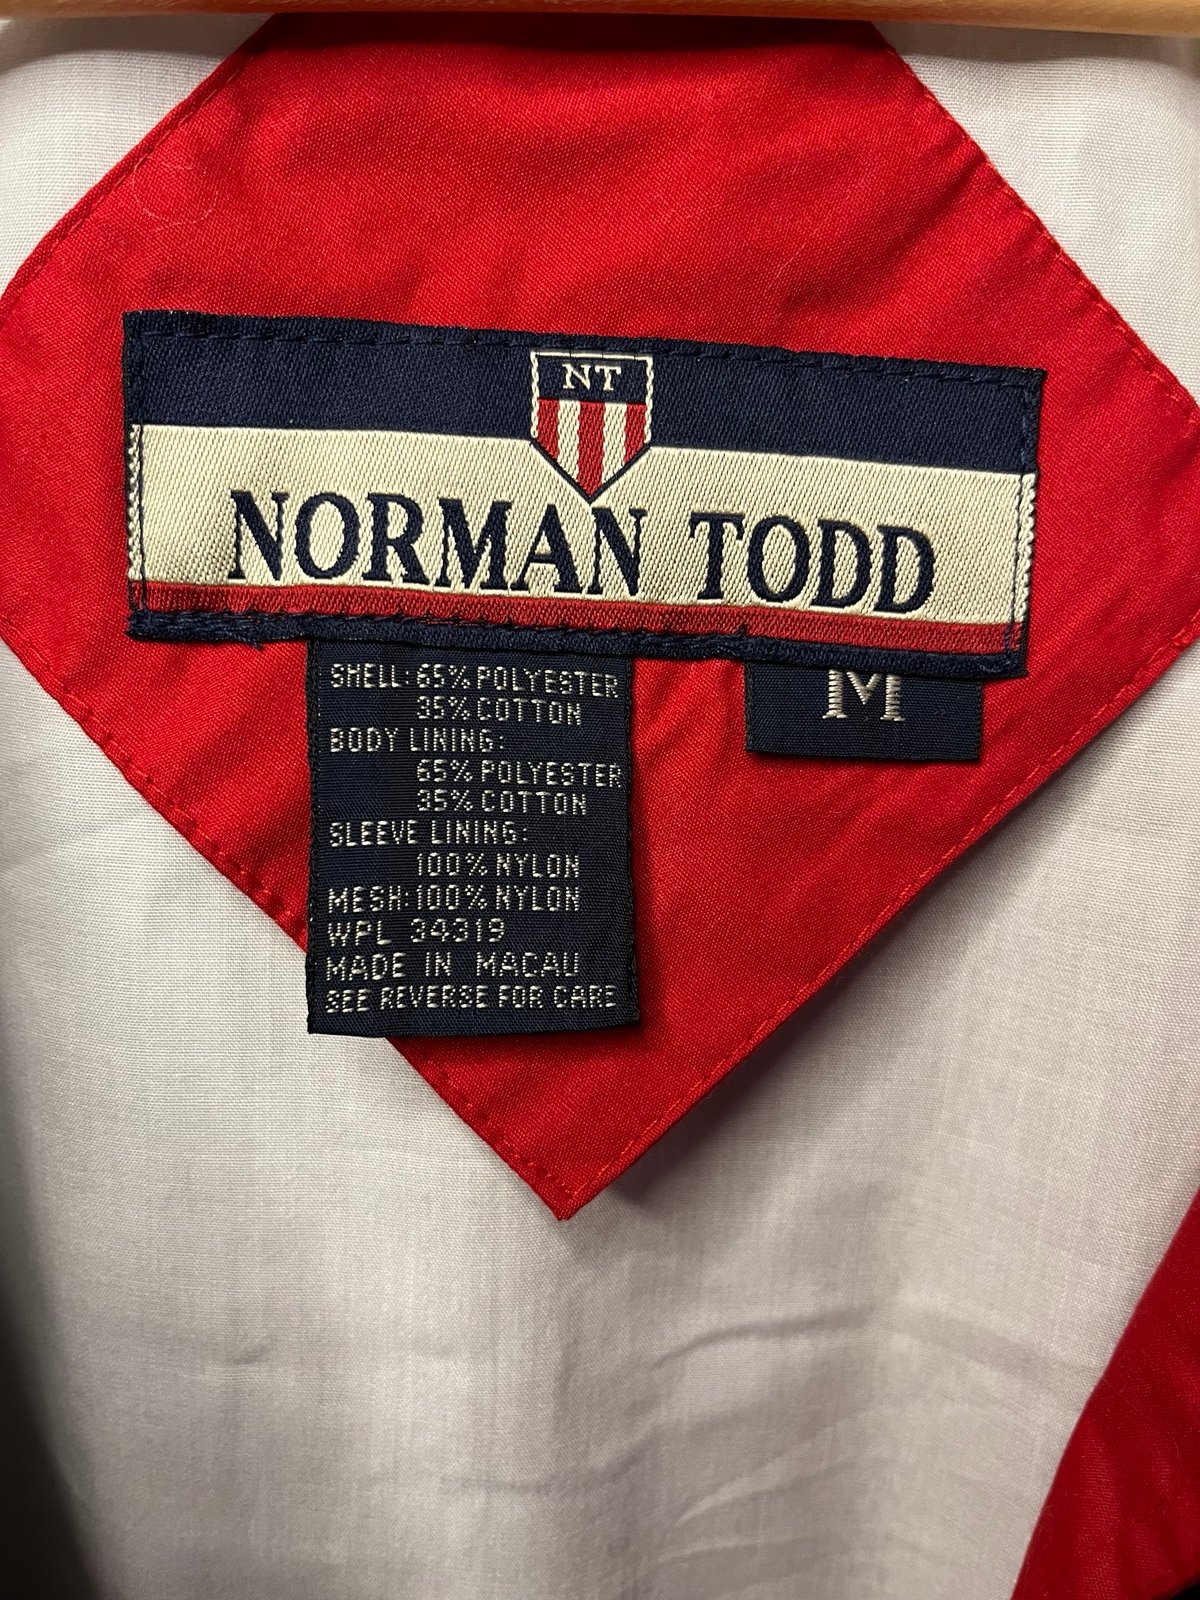 NT
NORMAN TODD
M
SHELL: 65% POLYESTER
35% COTTON
BODY LINING:
65% POLYESTER
35% COTTON
SLEEVE LINING:
100% NYLON
MESH: 100% NYLON
WPL 34319
MADE IN MACAU
SEE REVERSE FOR CARE